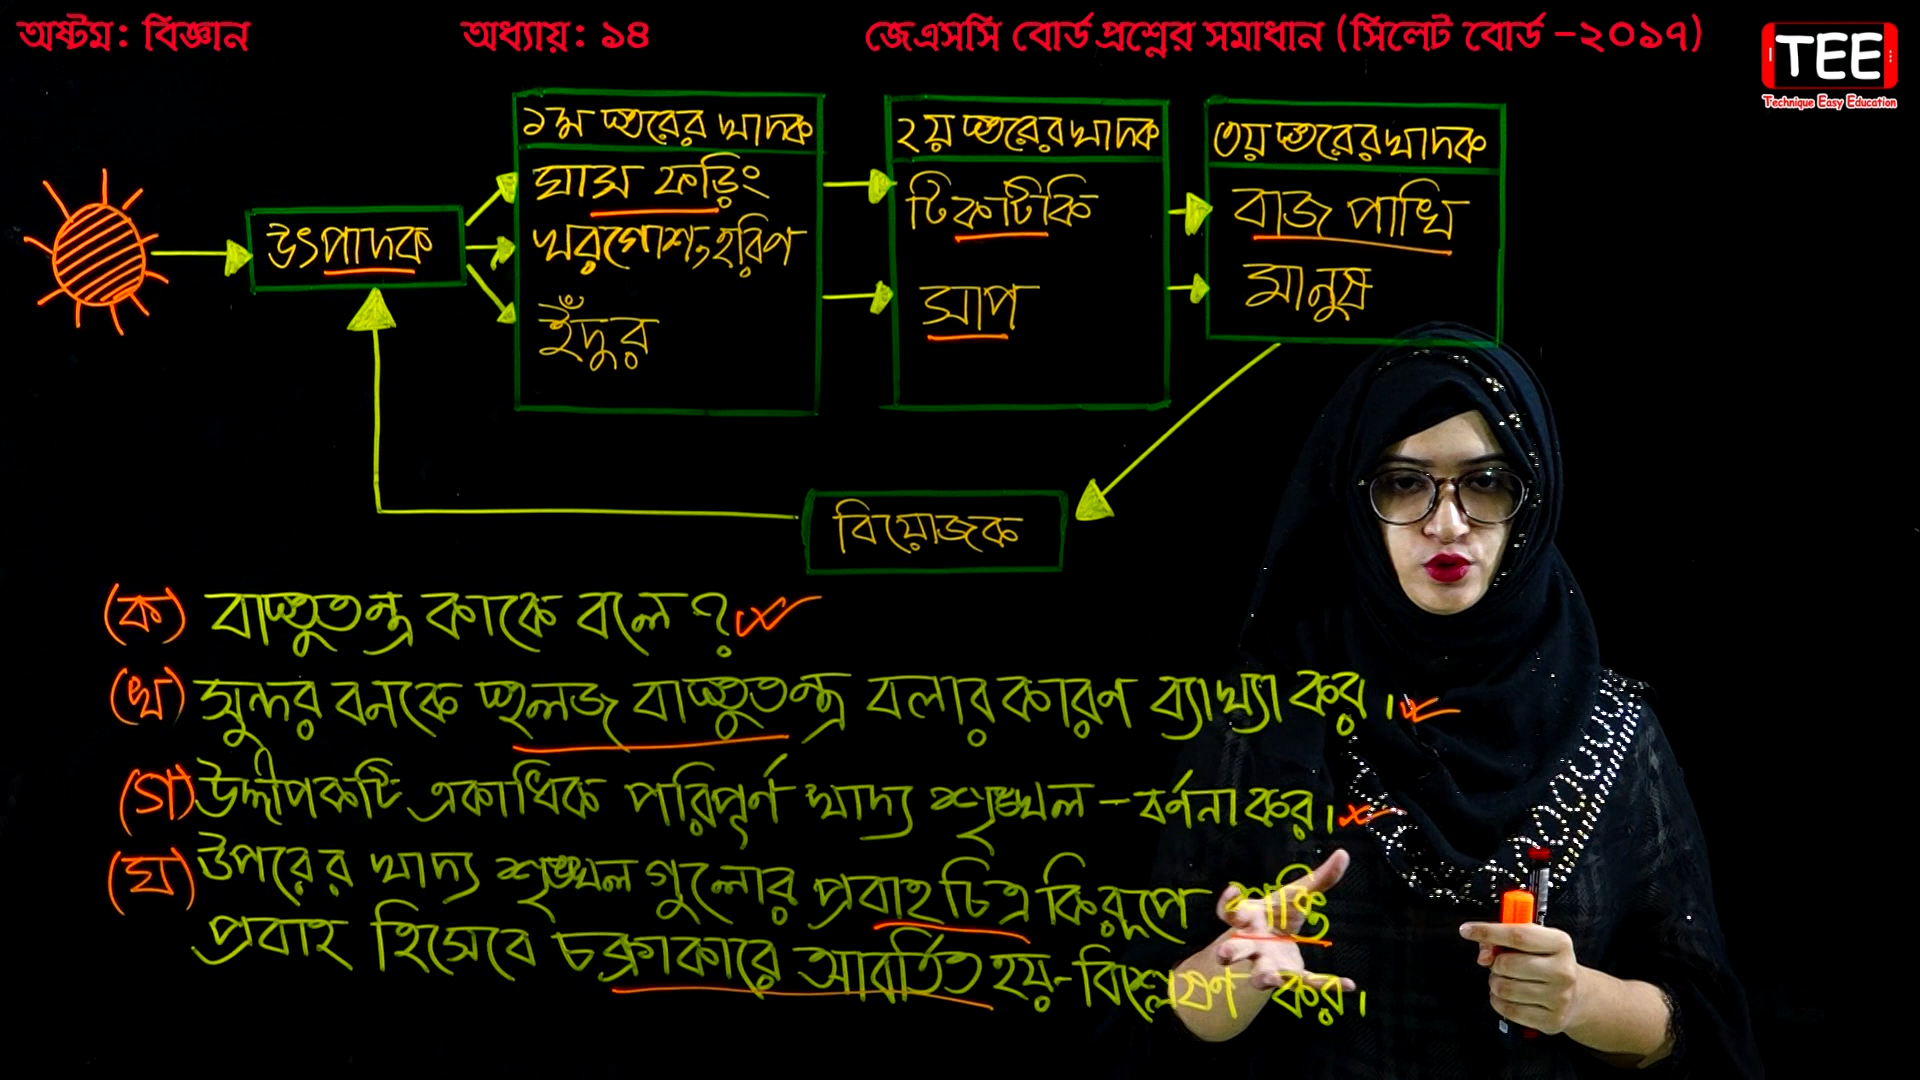 অষ্টম: বিজ্ঞান
অধ্যায়: ১৪
জেএসসি বোর্ড প্রশ্নের সমাধান (সিলেট বোর্ড -২০১৭)
TEE
Technique Easy Education
১ম স্তরের খাদক
২য় স্তরের খাদক
৩য় স্তরের খাদক
উৎপাদক
ঘাস ফড়িং
খরগোশ, হরিণ
ইঁদুর
টিকটিকি
সাপ
বাজ পাখি
মানুষ
বিয়োজক
(ক) বাস্তুতন্ত্র কাকে বলে ?
(খ) সুন্দর বনকে স্থলজ বাস্তুতন্ত্র বলার কারণ ব্যাখ্যা কর।
(গ) উদ্দীপকটি একাধিক পরিপূর্ণ খাদ্য শৃঙ্খল - বর্ণনা কর।
(ঘ) উপরের খাদ্য শৃঙ্খল গুলোর প্রবাহ চিত্র কিরূপে শক্তি
প্রবাহ হিসেবে চক্রাকারে আবর্তিত হয়-বিশ্লেষণ কর।